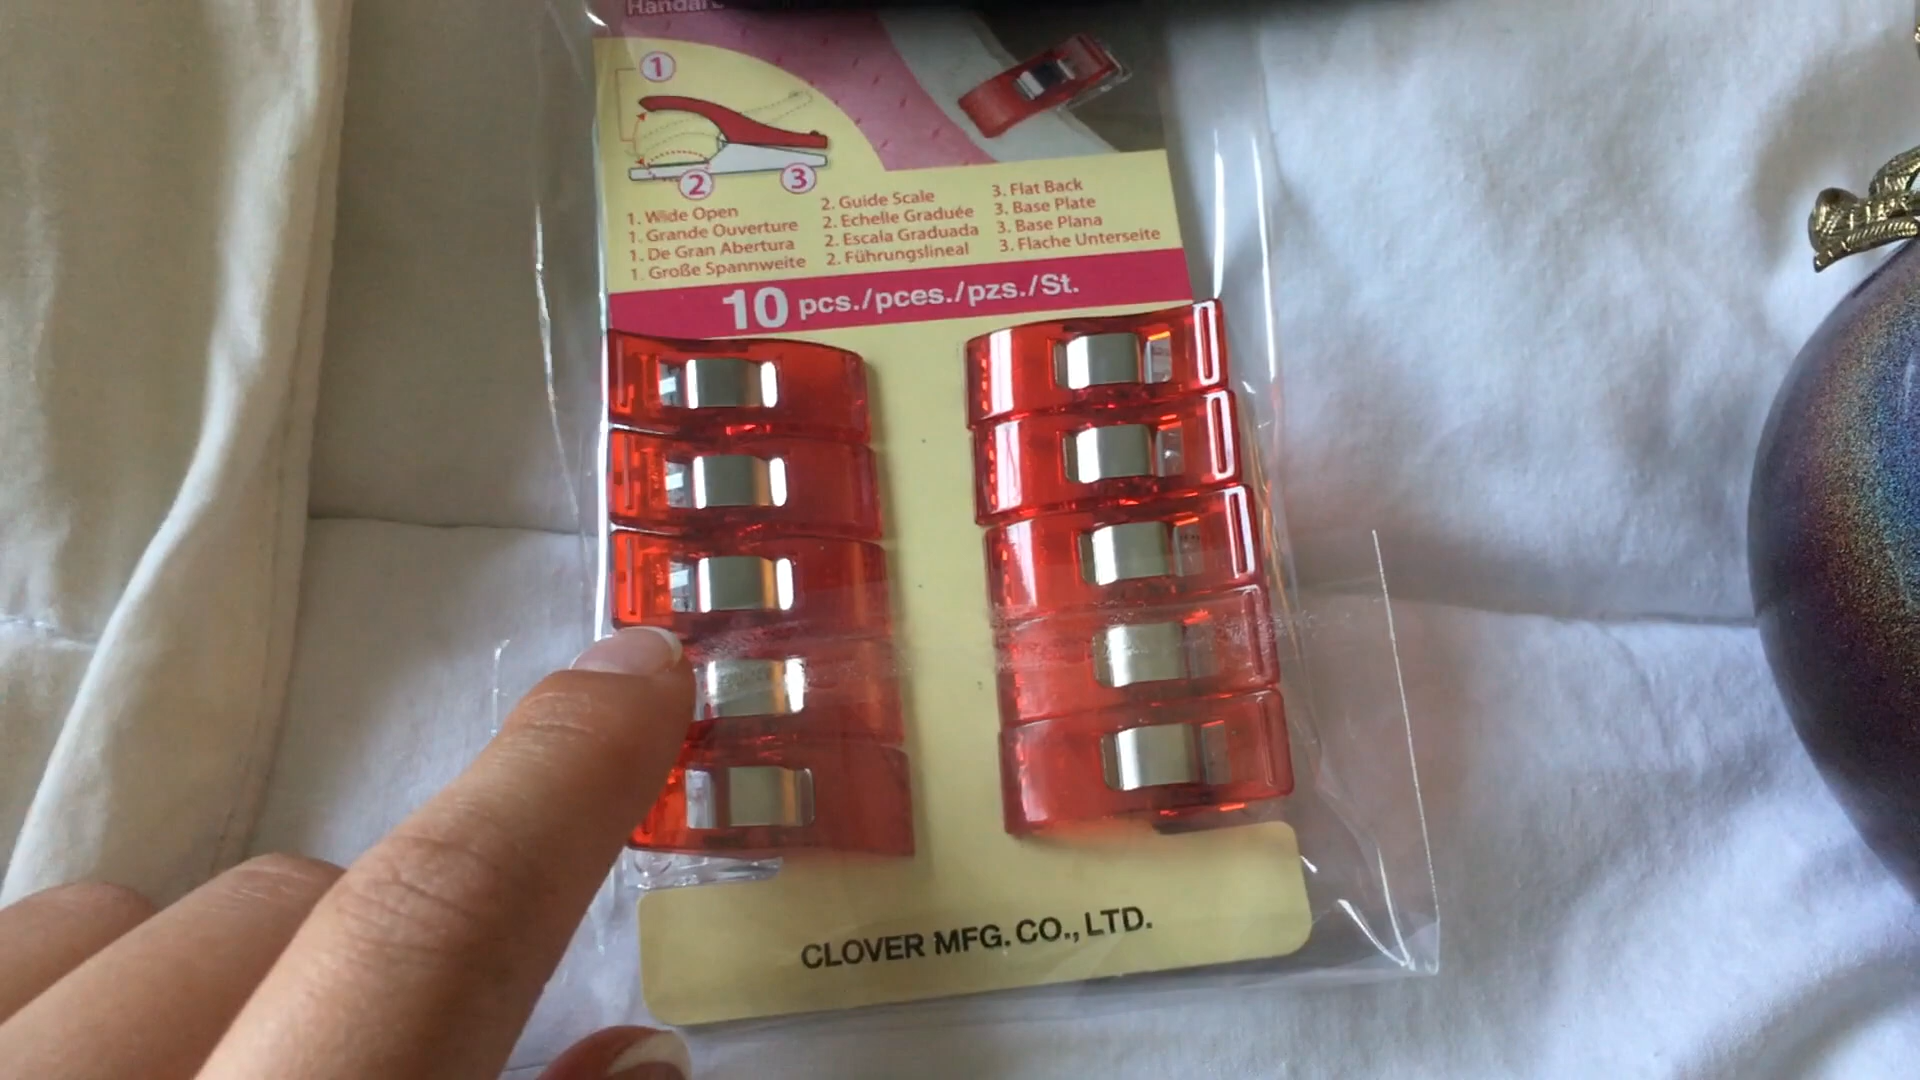 1
2
3
1. Wide Open
1. Grande Ouverture
1. De Gran Abertura
1. Große Spannweite
2. Guide Scale
2. Echelle Graduée
2. Escala Graduada
2. Führungslineal
3. Flat Back
3. Base Plate
3. Base Plana
3. Flache Unterseite
10 pcs./pces./pzs./St.
CLOVER MFG. CO., LTD.